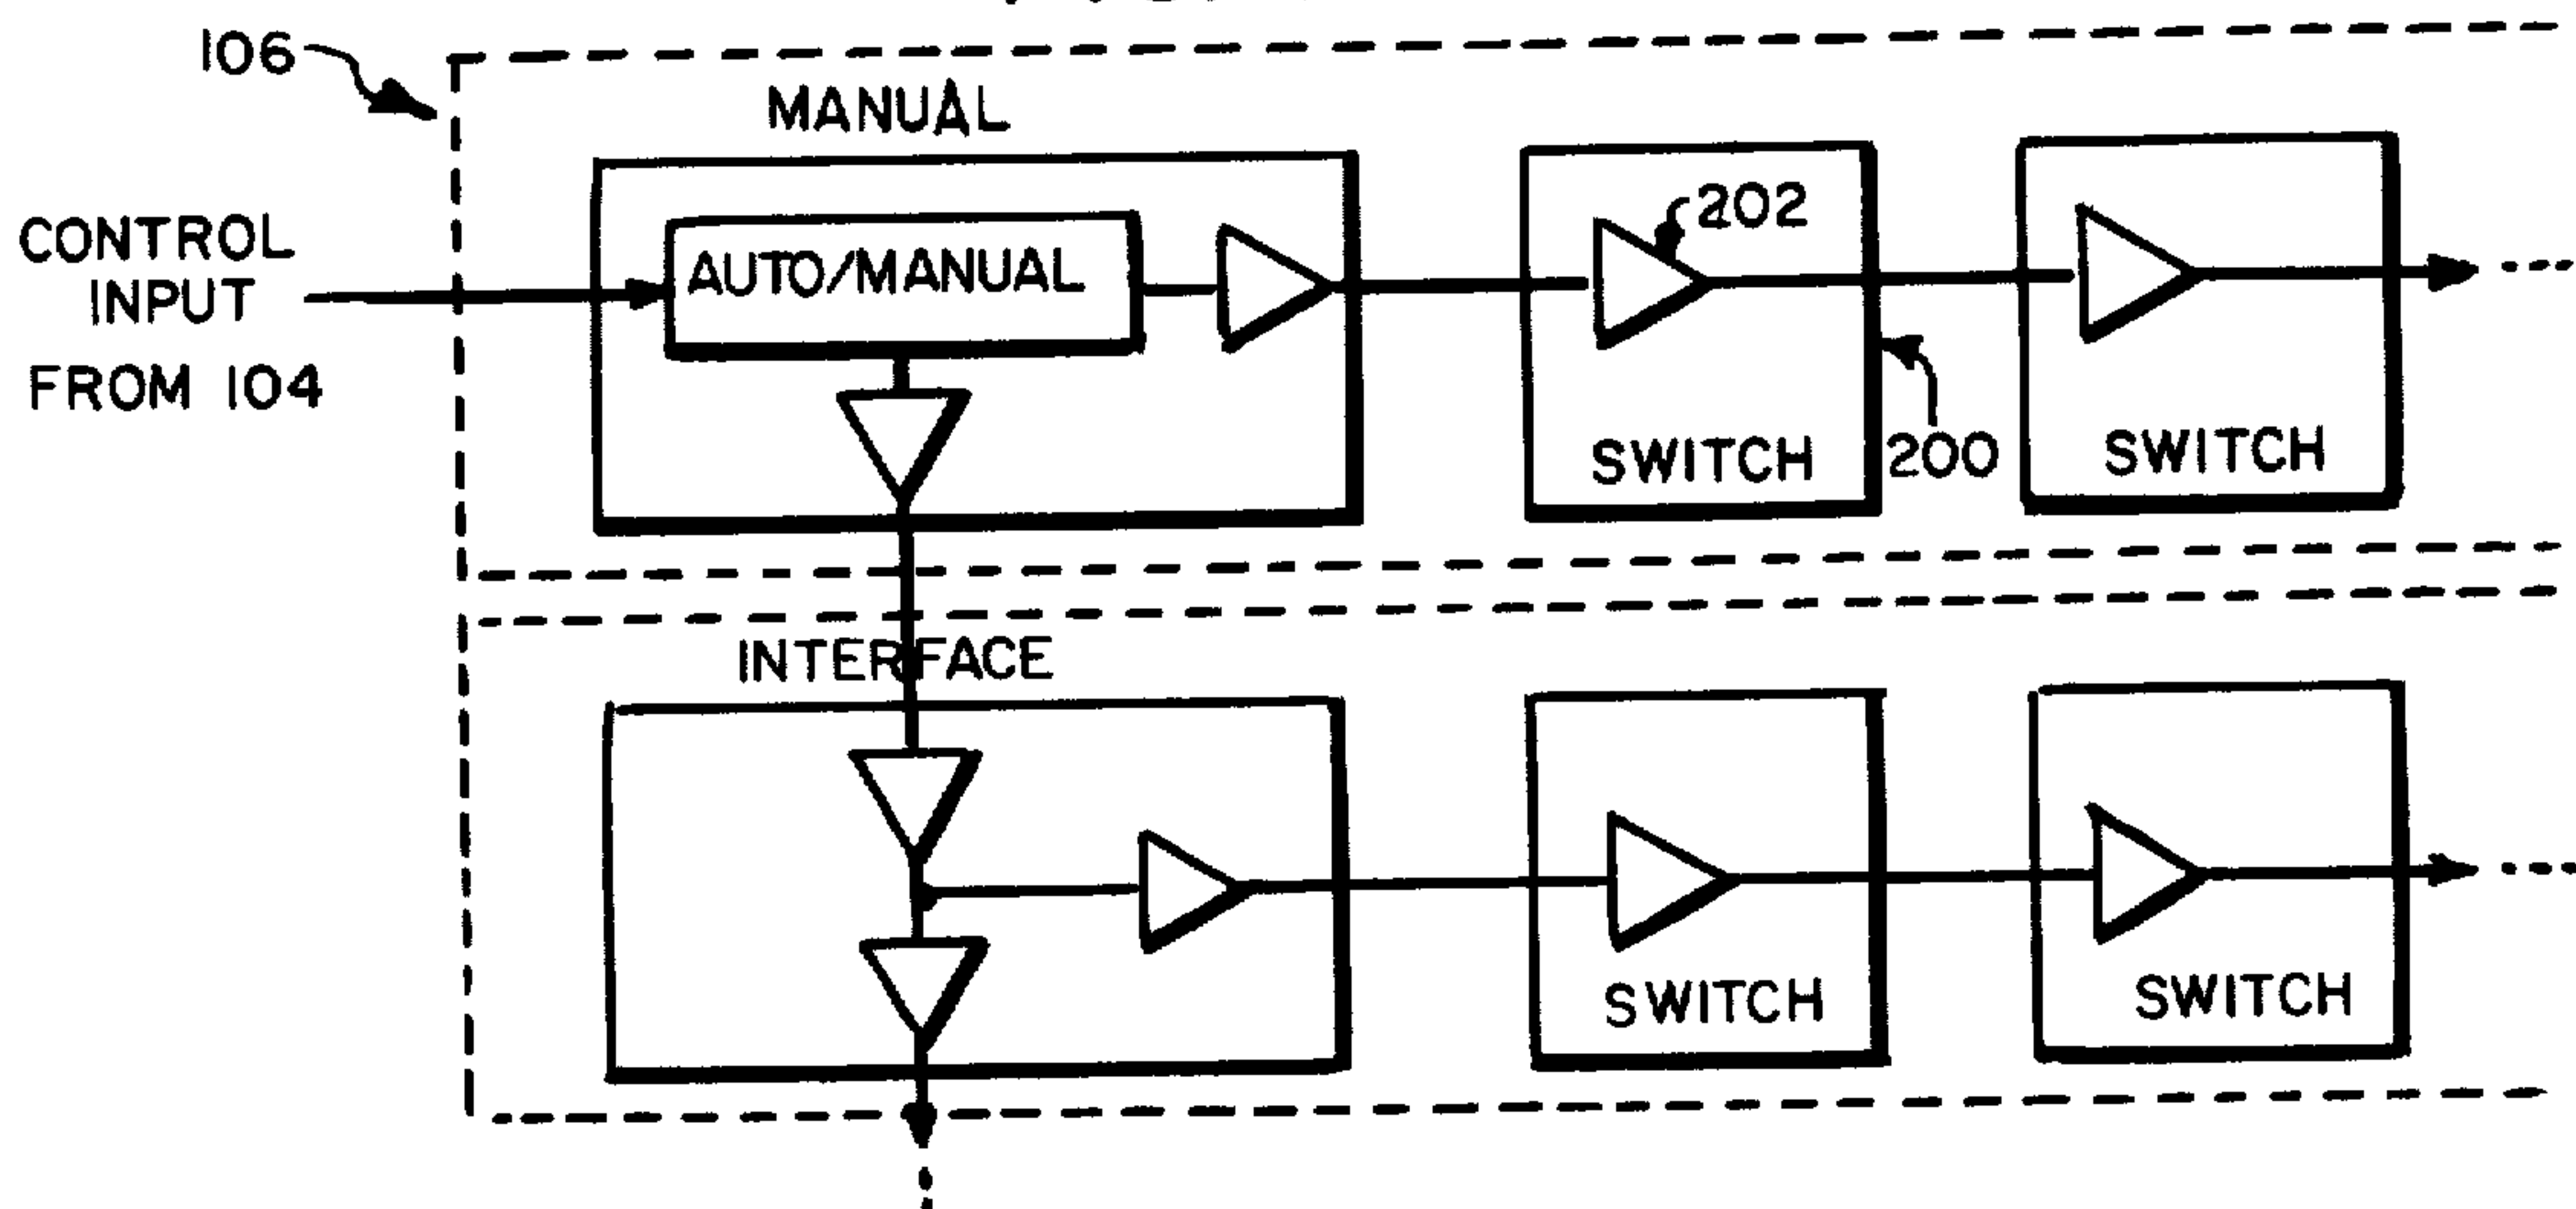 106
MANUAL
CONTROL
INPUT
FROM 104
AUTO/MANUAL
202
SWITCH
200
SWITCH
INTERFACE
SWITCH
SWITCH